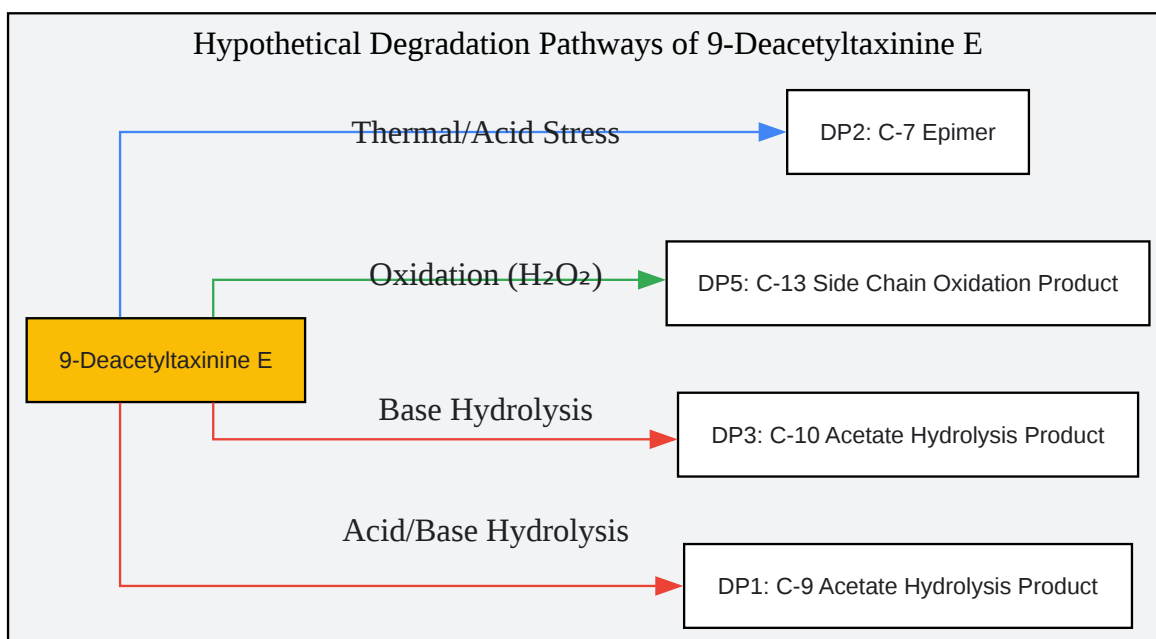 Hypothetical Degradation Pathways of 9-Deacetyltaxinine E
Thermal/Acid Stress
DP2: C-7 Epimer
Oxidation (H₂O₂)
DP5: C-13 Side Chain Oxidation Product
9-Deacetyltaxinine E
Base Hydrolysis
DP3: C-10 Acetate Hydrolysis Product
Acid/Base Hydrolysis
DP1: C-9 Acetate Hydrolysis Product